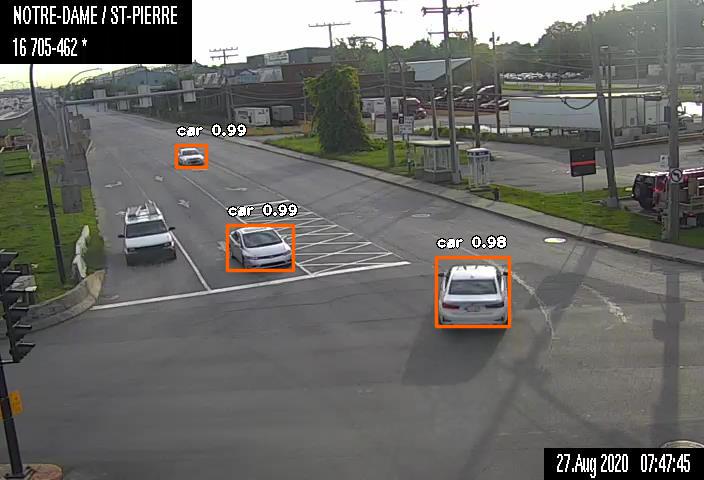 NOTRE-DAME / ST-PIERRE
16 705-462 *
car 0.99
car 0.99
car 0.98
27.Aug 2020 07:47:45